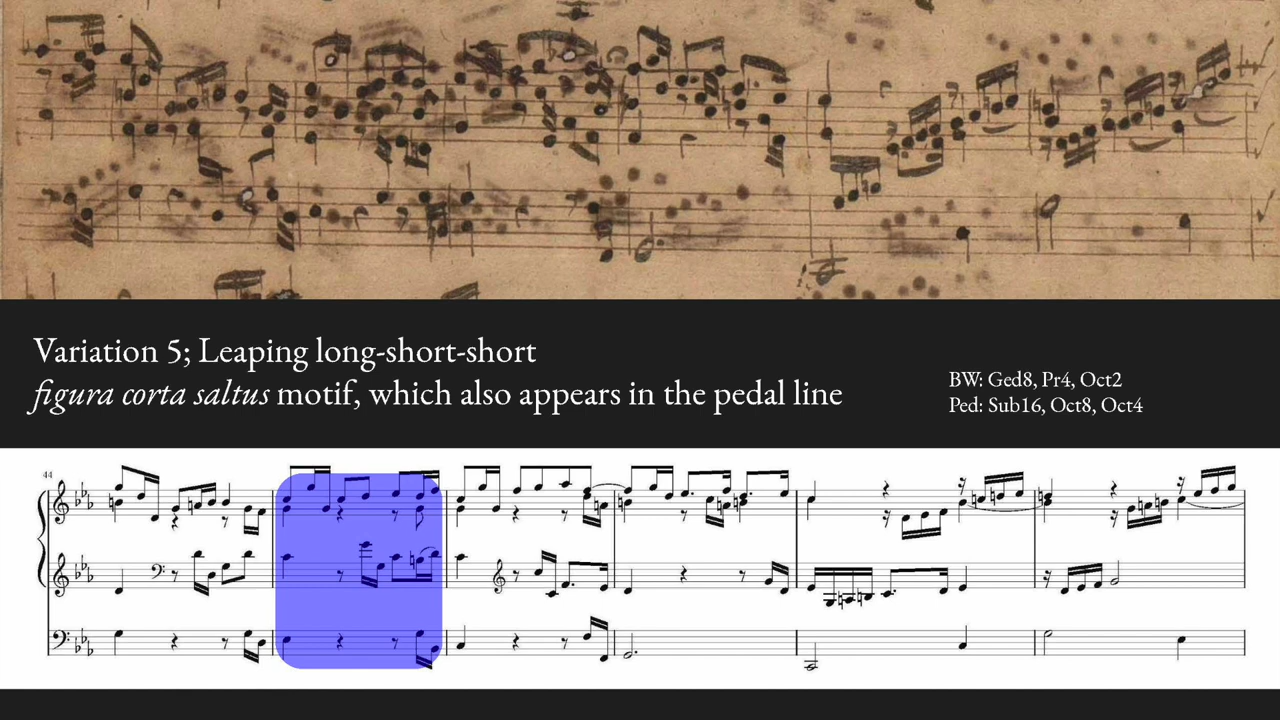 Variation 5; Leaping long-short-short
figura corta saltus motif, which also appears in the pedal line
BW: Ged8, Pr4, Oct2
Ped: Sub16, Oct8, Oct4
44